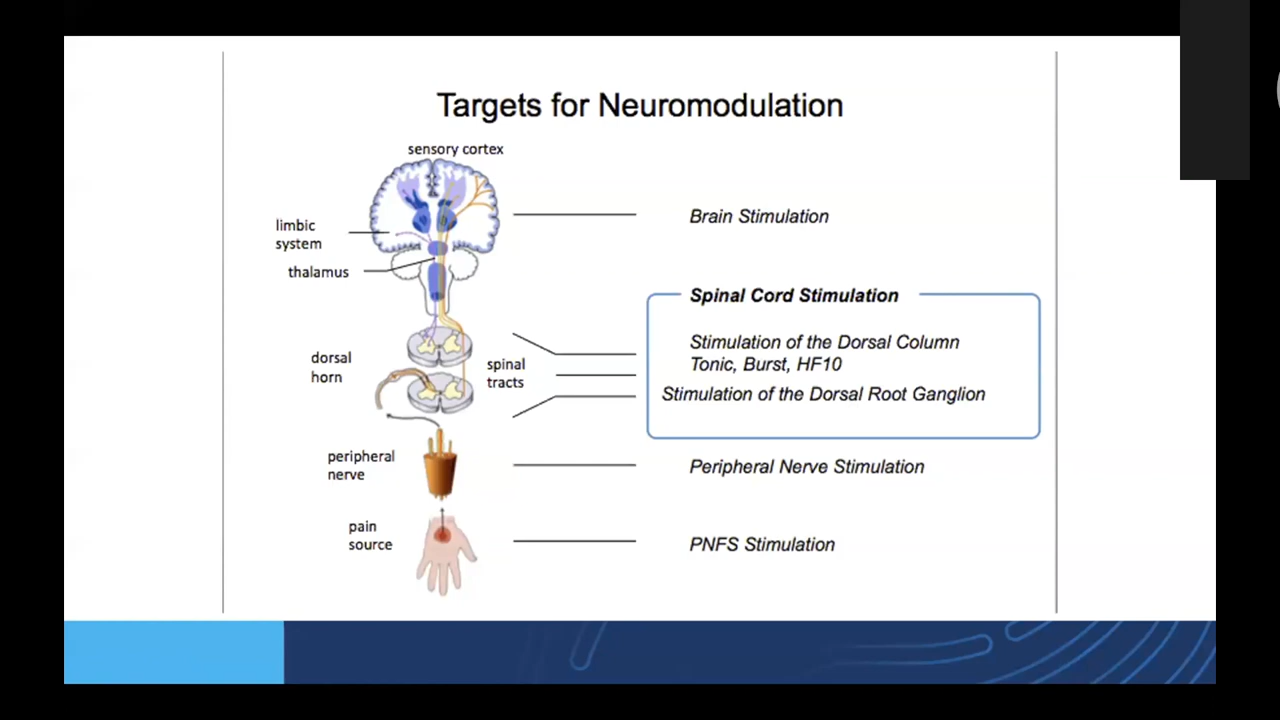 Targets for Neuromodulation
sensory cortex
limbic
system
thalamus
Brain Stimulation
Spinal Cord Stimulation
dorsal
horn
spinal
tracts
Stimulation of the Dorsal Column
Tonic, Burst, HF10
Stimulation of the Dorsal Root Ganglion
peripheral
nerve
Peripheral Nerve Stimulation
pain
source
PNFS Stimulation